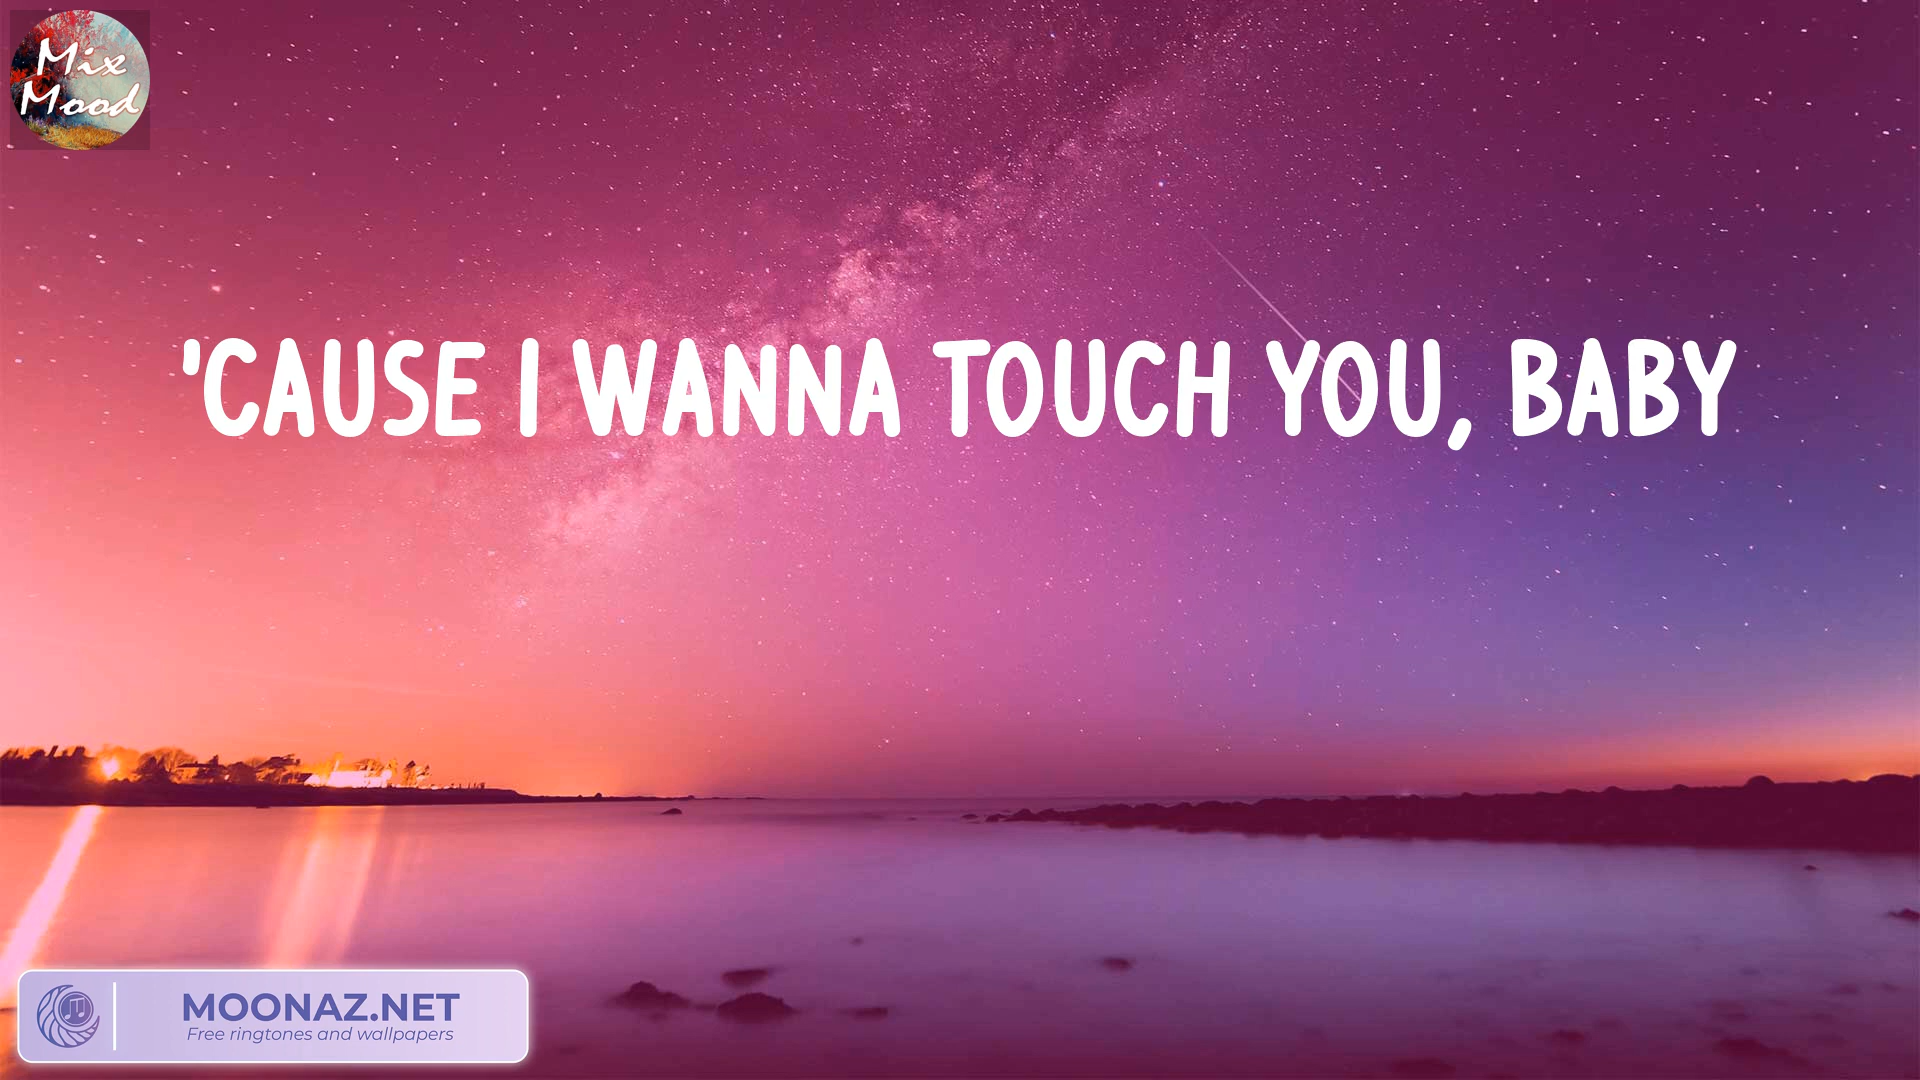 Mix
Mood
'CAUSE I WANNA TOUCH YOU, BABY
MOONAZ.NET
Free ringtones and wallpapers